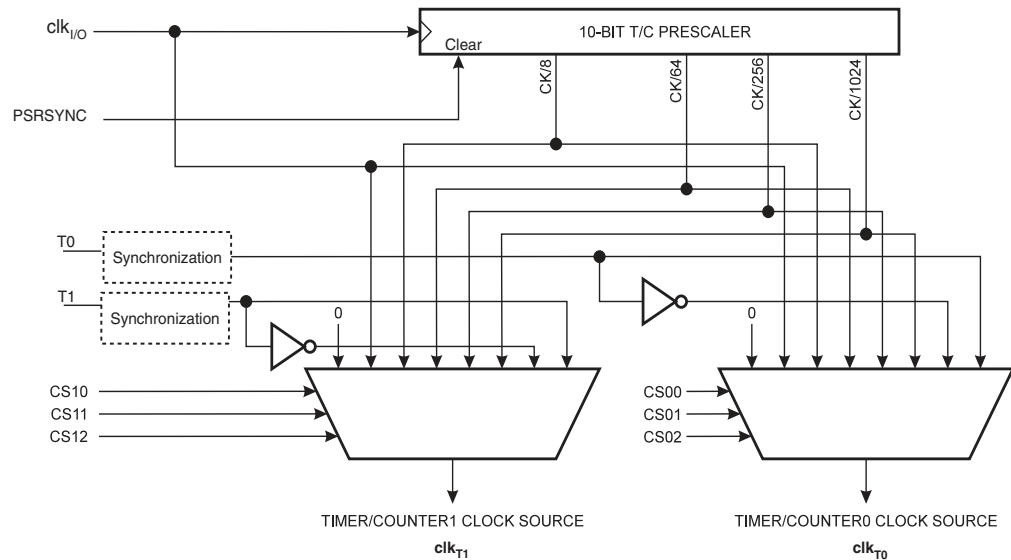 clkI/O
10-BIT T/C PRESCALER
Clear
CK/8
CK/64
CK/256
CK/1024
PSRSYNC
T0
Synchronization
T1
Synchronization
0
0
CS10
CS11
CS12
CS00
CS01
CS02
TIMER/COUNTER1 CLOCK SOURCE
clkT1
TIMER/COUNTER0 CLOCK SOURCE
clkT0